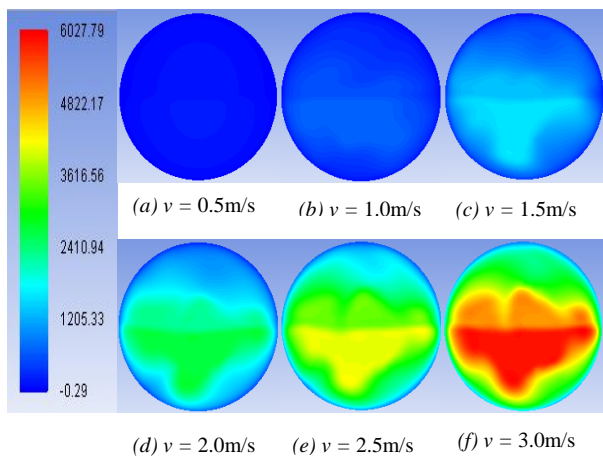 6027.79
4822.17
3616.56
2410.94
1205.33
-0.29
(a) v = 0.5m/s
(b) v = 1.0m/s
(c) v = 1.5m/s
(d) v = 2.0m/s
(e) v = 2.5m/s
(f) v = 3.0m/s